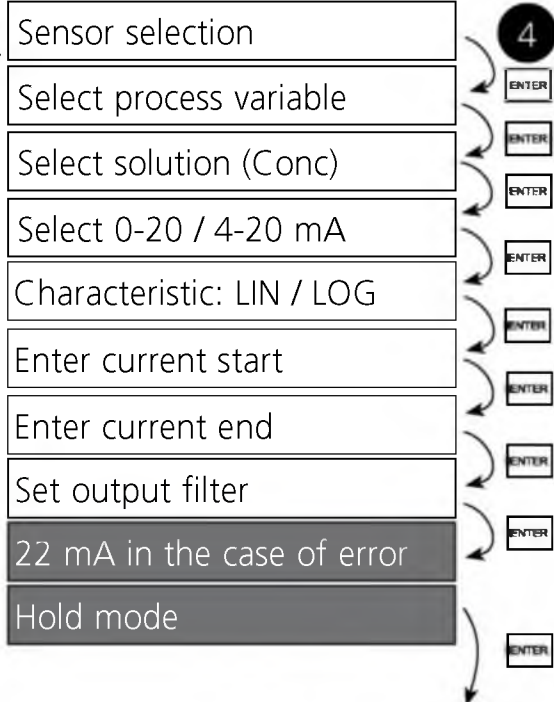 Sensor selection
4
ENTER
Select process variable
ENTER
Select solution (Conc)
ENTER
Select 0-20 / 4-20 mA
ENTER
Characteristic: LIN / LOG
ENTER
Enter current start
ENTER
Enter current end
ENTER
Set output filter
ENTER
22 mA in the case of error
Hold mode
ENTER